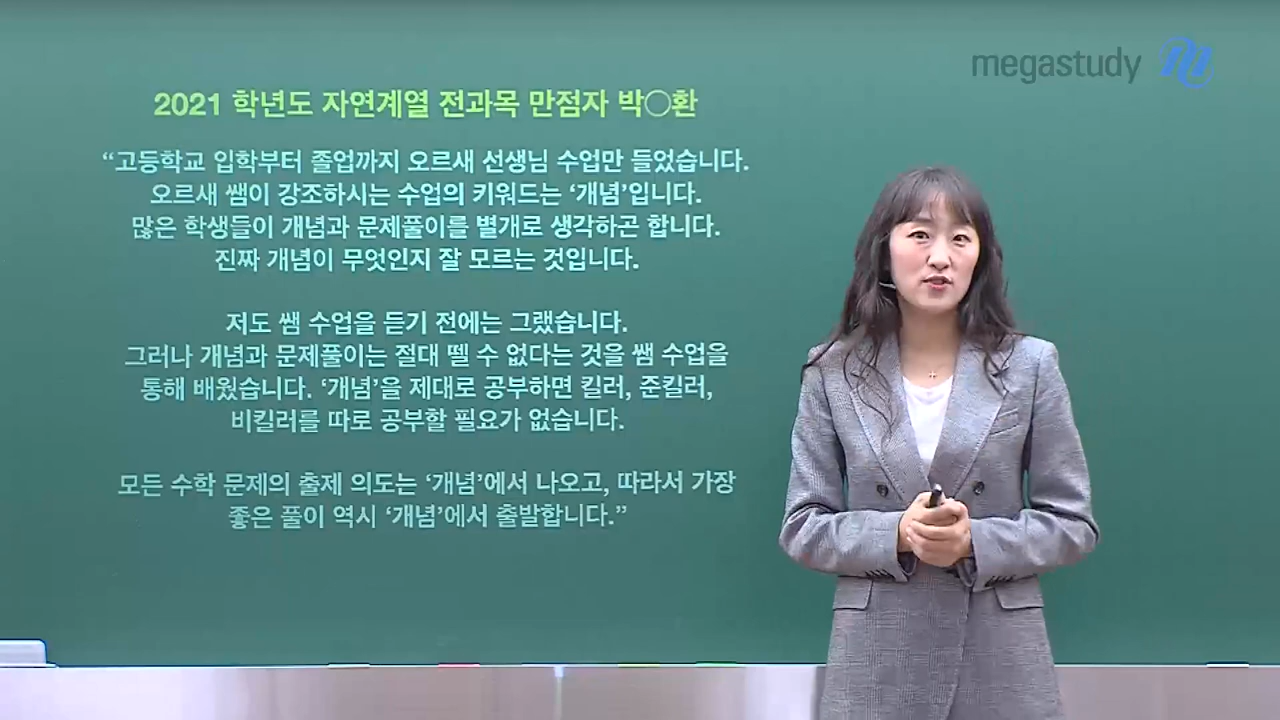 megastudy
2021 학년도 자연계열 전과목 만점자 박○환
“고등학교 입학부터 졸업까지 오르새 선생님 수업만 들었습니다.
오르새 쌤이 강조하시는 수업의 키워드는 ‘개념’입니다.
많은 학생들이 개념과 문제풀이를 별개로 생각하곤 합니다.
진짜 개념이 무엇인지 잘 모르는 것입니다.
저도 쌤 수업을 듣기 전에는 그랬습니다.
그러나 개념과 문제풀이는 절대 뗄 수 없다는 것을 쌤 수업을
통해 배웠습니다. ‘개념’을 제대로 공부하면 킬러, 준킬러,
비킬러를 따로 공부할 필요가 없습니다.
모든 수학 문제의 출제 의도는 ‘개념’에서 나오고, 따라서 가장
좋은 풀이 역시 ‘개념’에서 출발합니다.”